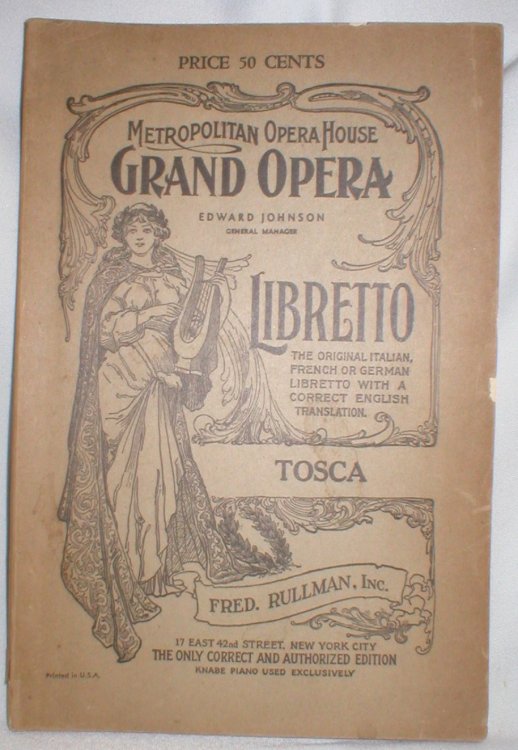 PRICE 50 CENTS
METROPOLITAN OPERA HOUSE
GRAND OPERA
EDWARD JOHNSON
GENERAL MANAGER
LIBRETTO
THE ORIGINAL ITALIAN,
FRENCH OR GERMAN
LIBRETTO WITH A
CORRECT ENGLISH
TRANSLATION.
TOSCA
FRED. RULLMAN, INC.
17 EAST 42nd STREET, NEW YORK CITY
THE ONLY CORRECT AND AUTHORIZED EDITION
KNABE PIANO USED EXCLUSIVELY
Printed in U.S.A.